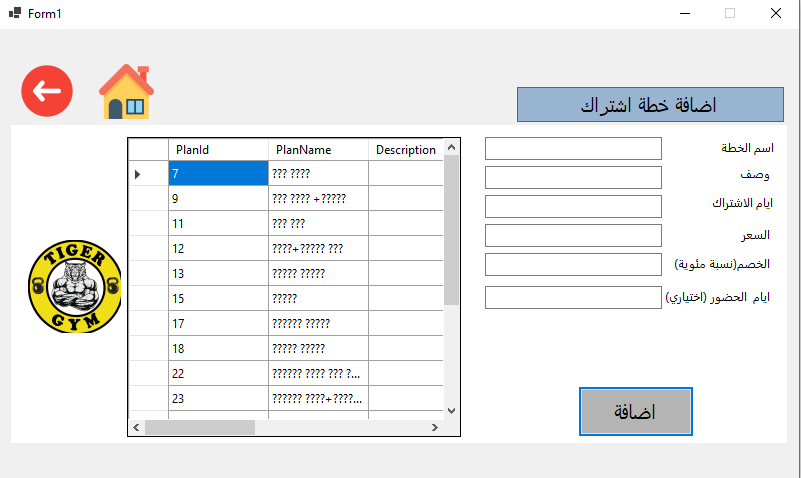 Form1
اضافة خطة اشتراك
PlanId PlanName Description
7 ??? ????
9 ??? ???? +?????
11 ??? ???
12 ????+????? ???
13 ????? ?????
15 ?????
17 ?????? ?????
18 ????? ?????
22 ?????? ???? ??? ?...
23 ?????? ????+????...
اسم الخطة
وصف
ايام الاشتراك
السعر
الخصم(نسبة مئوية)
ايام الحضور (اختياري)
اضافة
TIGER
GYM